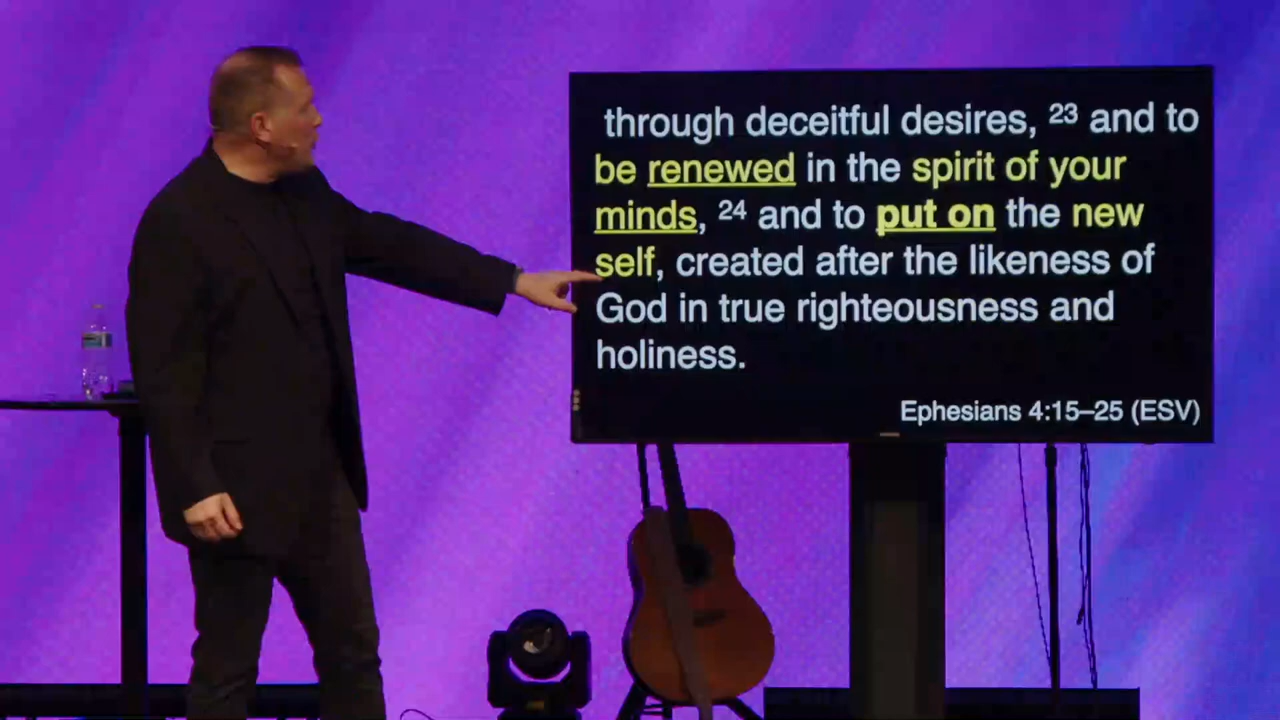 through deceitful desires, 23 and to
be renewed in the spirit of your
minds, 24 and to put on the new
self, created after the likeness of
God in true righteousness and
holiness.
Ephesians 4:15–25 (ESV)